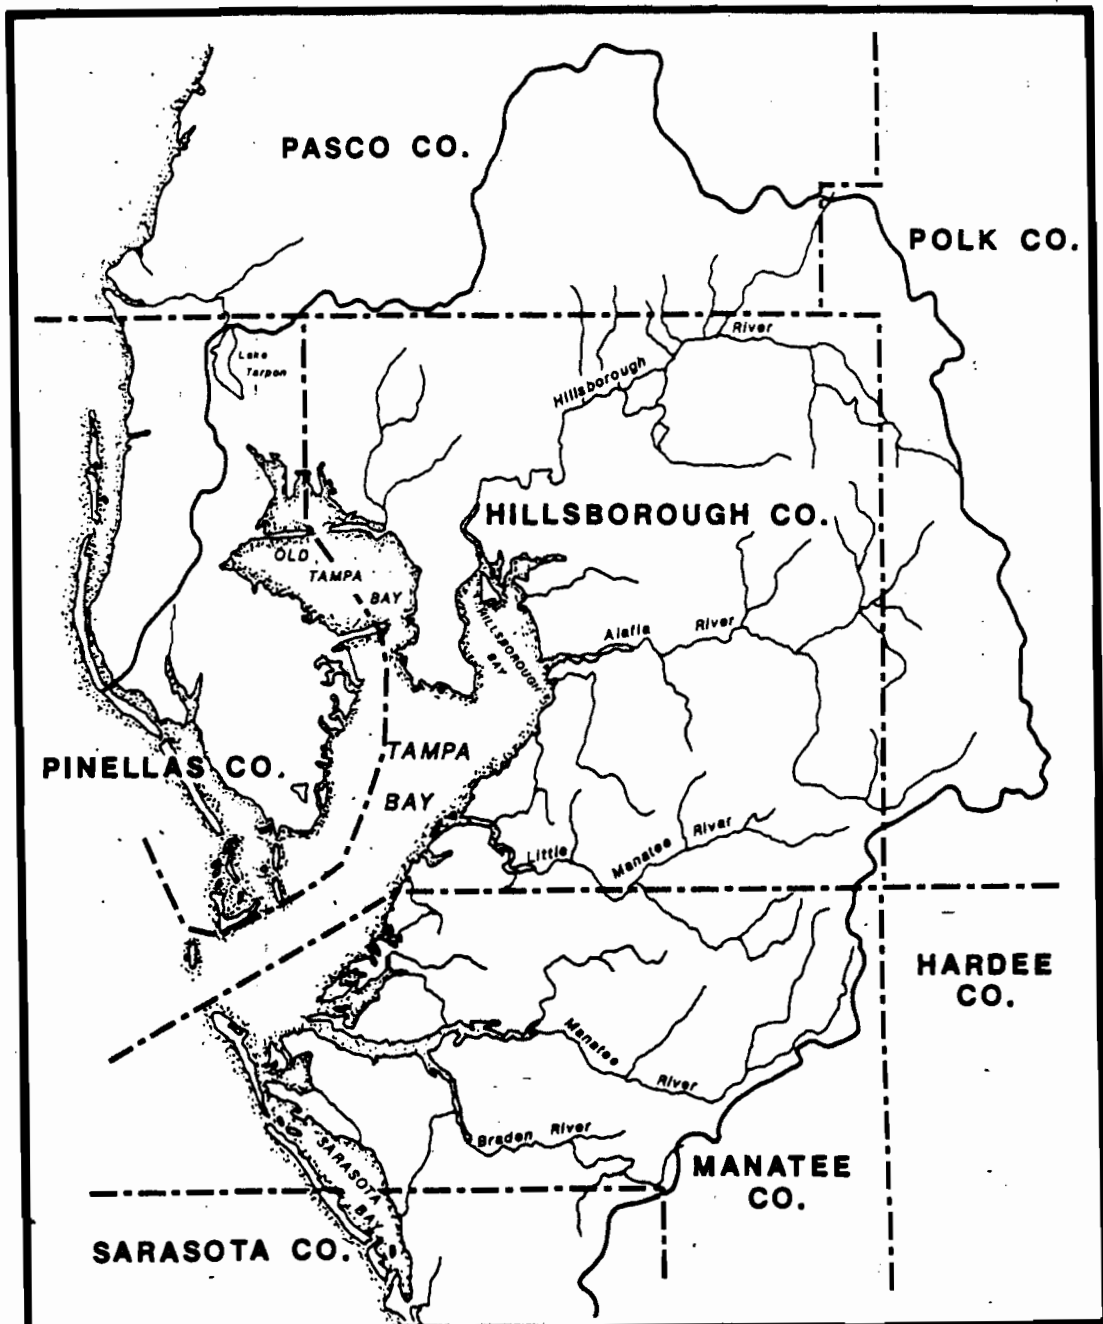 PASCO CO.
POLK CO.
Lake
Tarpon
River
Hillsborough
HILLSBOROUGH CO.
OLD
TAMPA
BAY
HILLSBOROUGH
BAY
Alafia River
PINELLAS CO.
TAMPA
BAY
Little
Manatee River
HARDEE
CO.
Manatee
River
Braden River
SARASOTA
BAY
MANATEE
CO.
SARASOTA CO.